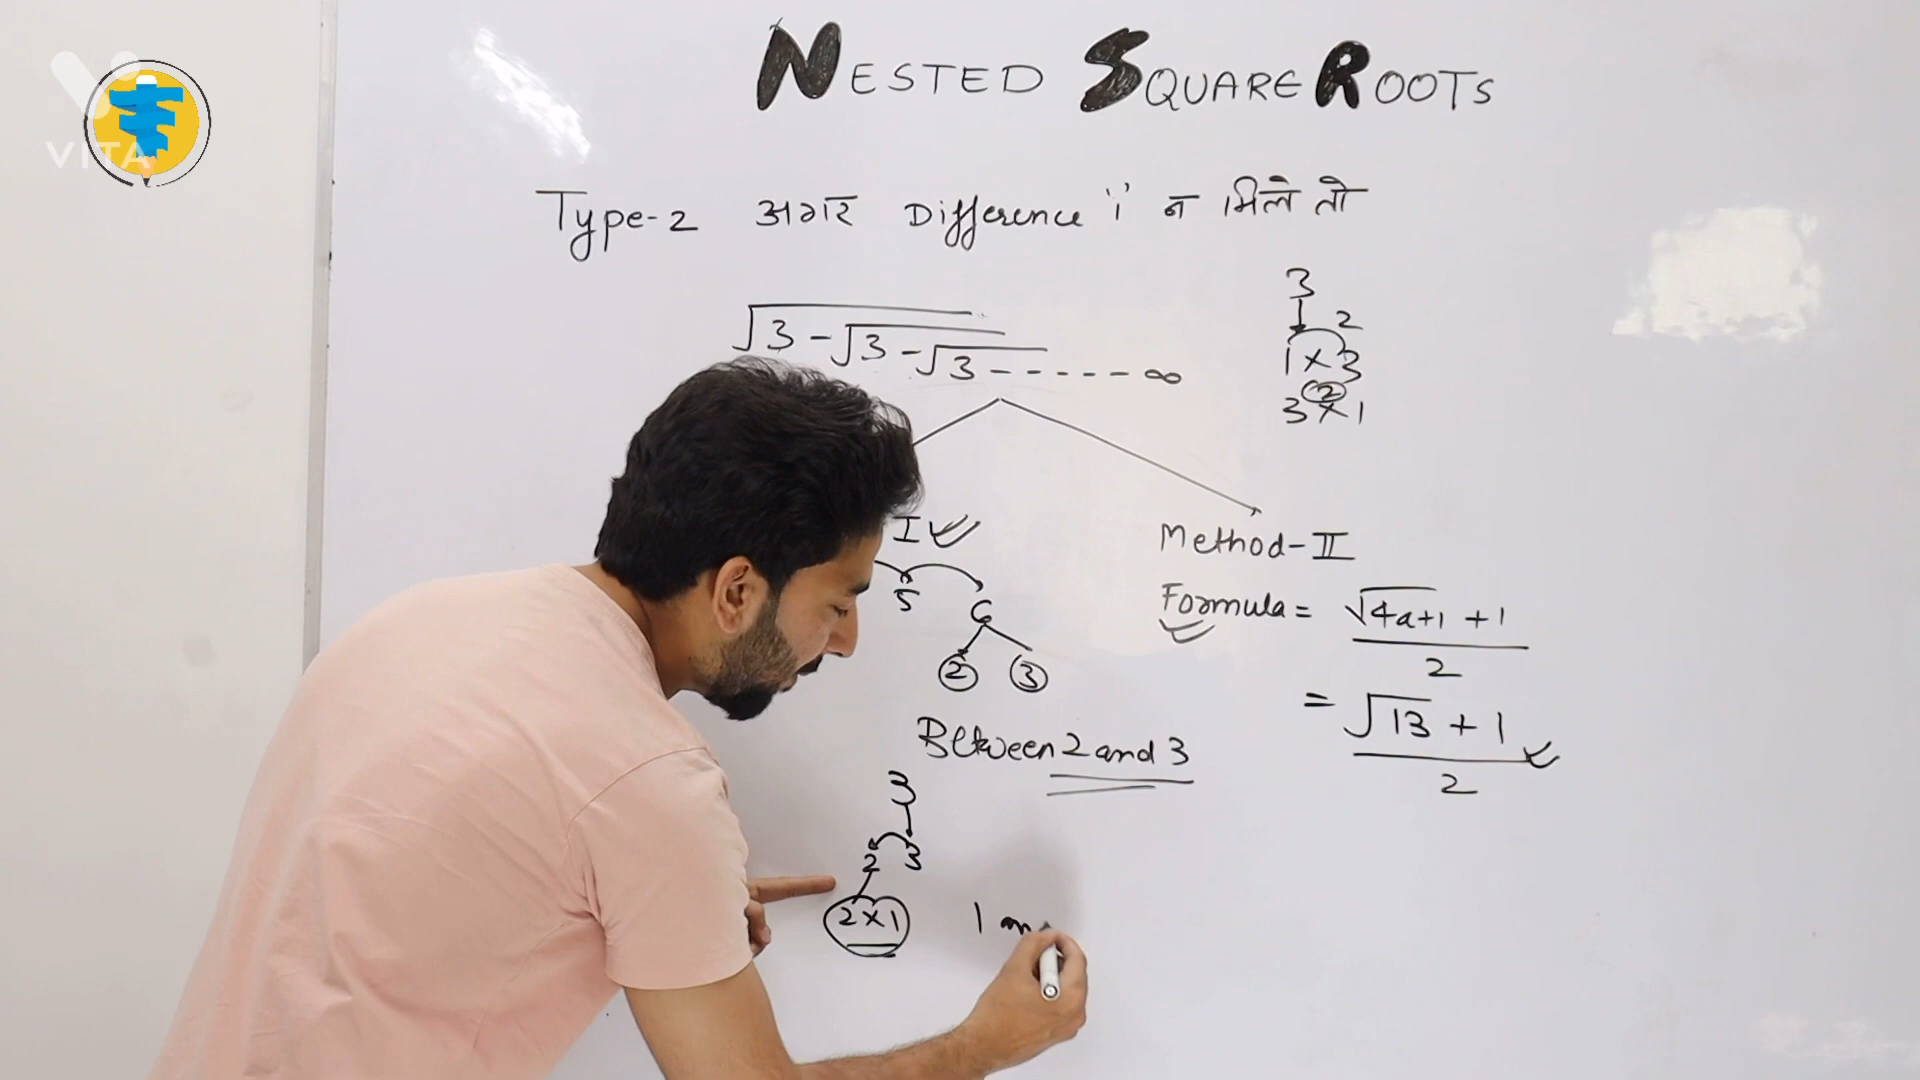 VITA
NESTED SQUARE ROOTS
Type-2 अगर Difference '1' न मिले तो
√3 - √3 - √3 ------ ∞
3
2
1 x 3
2
3 x 1
I
5
6
2 3
Between 2 and 3
3
2 3
2 x 1
1
Method-II
Formula = √4a+1 + 1
2
= √13 + 1
2